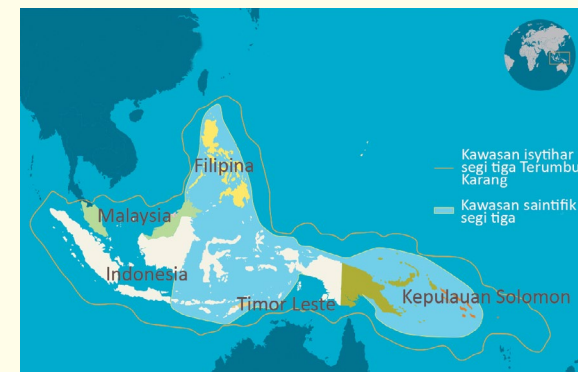 Filipina
Kawasan isytihar
segi tiga Terumbu
Karang
Kawasan saintifik
segi tiga
Malaysia
Indonesia
Timor Leste
Kepulauan Solomon